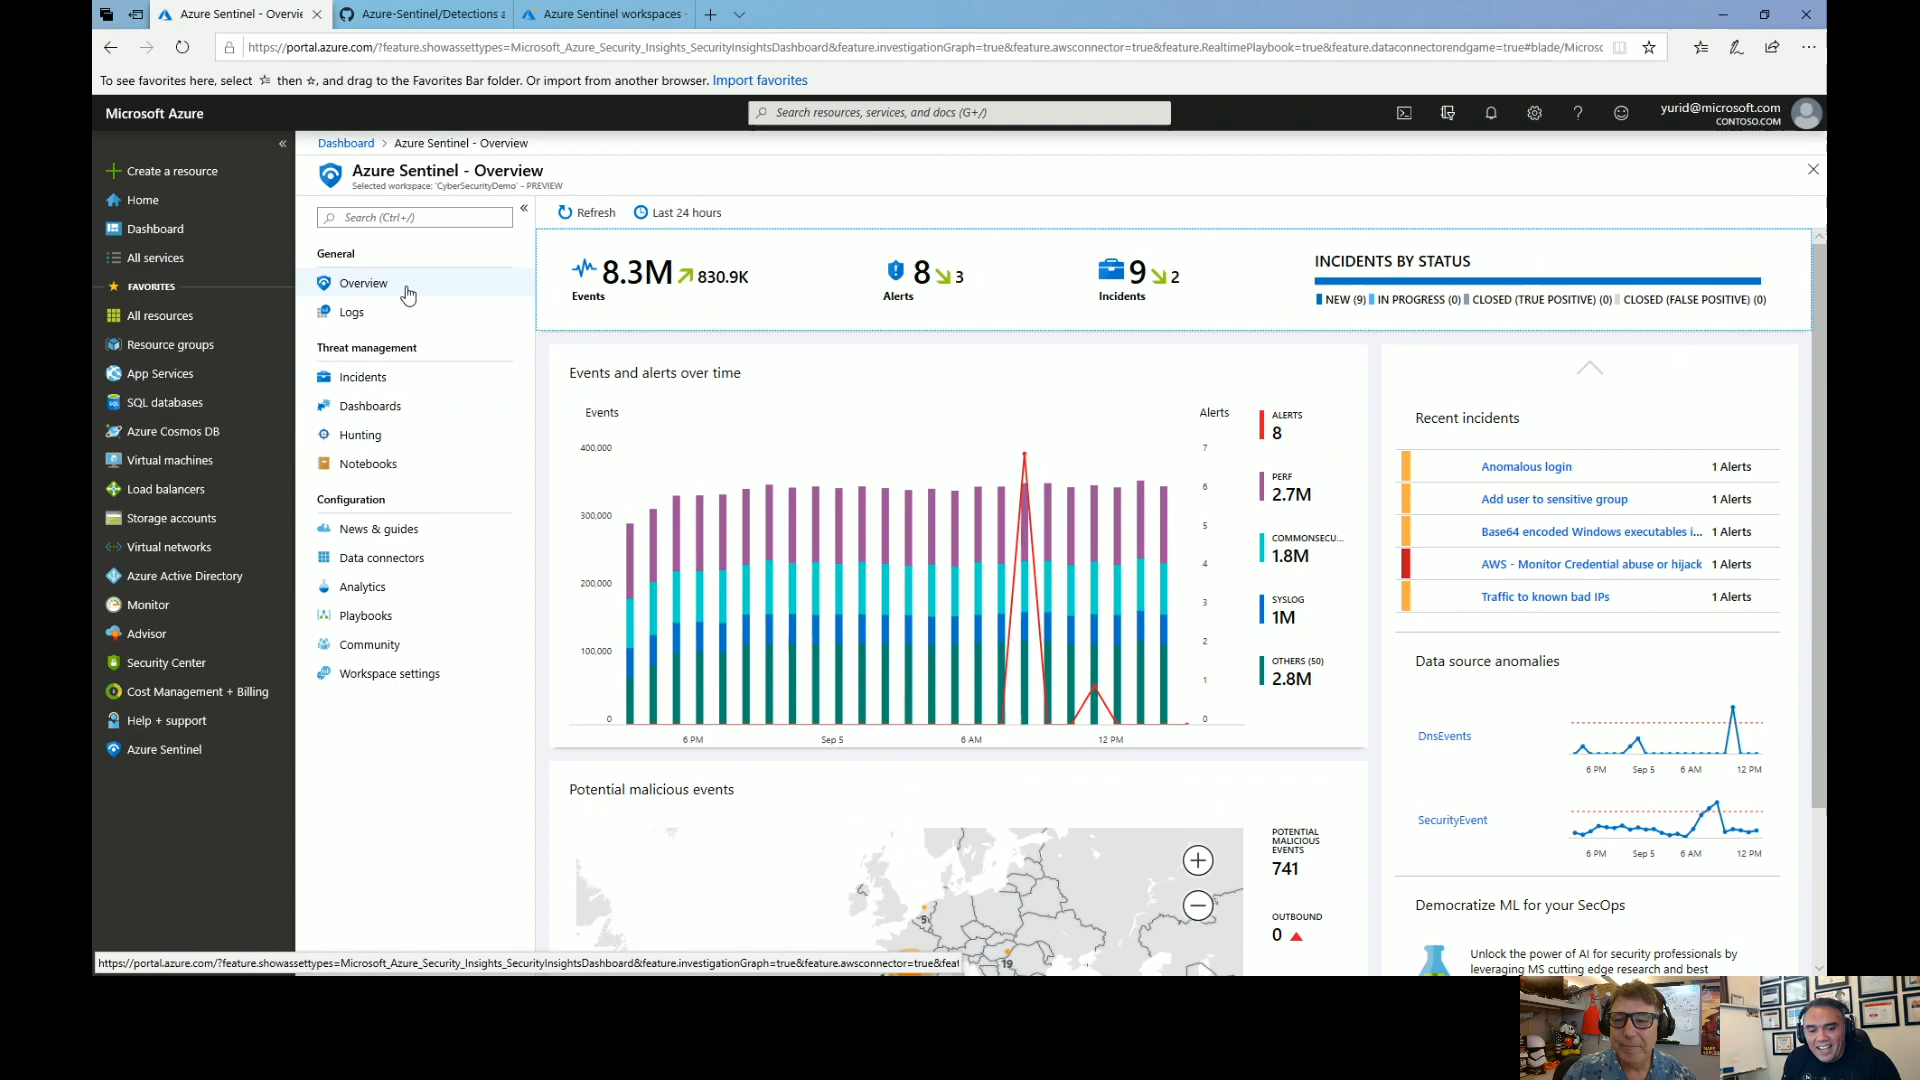 Azure Sentinel - Overvie
Azure-Sentinel/Detections a
Azure Sentinel workspaces -
https://portal.azure.com/?feature.showassettypes=Microsoft_Azure_Security_Insights_SecurityInsightsDashboard&feature.investigationGraph=true&feature.awsconnector=true&feature.RealtimePlaybook=true&feature.dataconnectorendgame=true#blade/Microsc
To see favorites here, select ☆ then ☆, and drag to the Favorites Bar folder. Or import from another browser. Import favorites
Microsoft Azure
Search resources, services, and docs (G+/)
yurid@microsoft.com
CONTOSO.COM
Create a resource
Home
Dashboard
All services
FAVORITES
All resources
Resource groups
App Services
SQL databases
Azure Cosmos DB
Virtual machines
Load balancers
Storage accounts
Virtual networks
Azure Active Directory
Monitor
Advisor
Security Center
Cost Management + Billing
Help + support
Azure Sentinel
Dashboard > Azure Sentinel - Overview
Azure Sentinel - Overview
Selected workspace: 'CyberSecurityDemo' - PREVIEW
Search (Ctrl+/)
General
Overview
Logs
Threat management
Incidents
Dashboards
Hunting
Notebooks
Configuration
News & guides
Data connectors
Analytics
Playbooks
Community
Workspace settings
Refresh
Last 24 hours
8.3M 830.9K
Events
8 3
Alerts
9 2
Incidents
INCIDENTS BY STATUS
NEW (9) IN PROGRESS (0) CLOSED (TRUE POSITIVE) (0) CLOSED (FALSE POSITIVE) (0)
Events and alerts over time
Events
Alerts
400,000
300,000
200,000
100,000
0
7
6
5
4
3
2
1
0
6 PM
Sep 5
6 AM
12 PM
ALERTS
8
PERF
2.7M
COMMONSECU...
1.8M
SYSLOG
1M
OTHERS (50)
2.8M
Potential malicious events
5
19
POTENTIAL
MALICIOUS
EVENTS
741
OUTBOUND
0
Recent incidents
Anomalous login 1 Alerts
Add user to sensitive group 1 Alerts
Base64 encoded Windows executables i... 1 Alerts
AWS - Monitor Credential abuse or hijack 1 Alerts
Traffic to known bad IPs 1 Alerts
Data source anomalies
DnsEvents
6 PM Sep 5 6 AM 12 PM
SecurityEvent
6 PM Sep 5 6 AM 12 PM
Democratize ML for your SecOps
Unlock the power of AI for security professionals by
leveraging MS cutting edge research and best
https://portal.azure.com/?feature.showassettypes=Microsoft_Azure_Security_Insights_SecurityInsightsDashboard&feature.investigationGraph=true&feature.awsconnector=true&feat